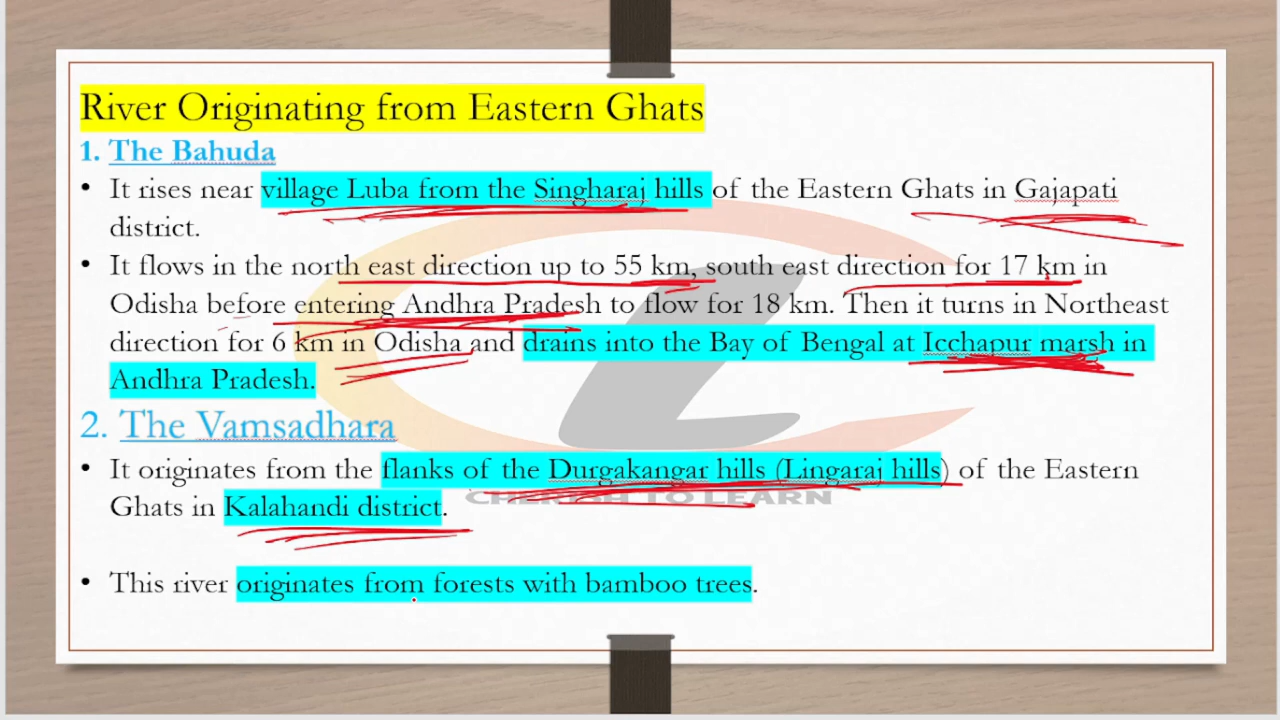 River Originating from Eastern Ghats
1. The Bahuda
• It rises near village Luba from the Singharaj hills of the Eastern Ghats in Gajapati
district.
• It flows in the north east direction up to 55 km, south east direction for 17 km in
Odisha before entering Andhra Pradesh to flow for 18 km. Then it turns in Northeast
direction for 6 km in Odisha and drains into the Bay of Bengal at Icchapur marsh in
Andhra Pradesh.
2. The Vamsadhara
• It originates from the flanks of the Durgakangar hills (Lingaraj hills) of the Eastern
Ghats in Kalahandi district.
CHERISH TO LEARN
• This river originates from forests with bamboo trees.